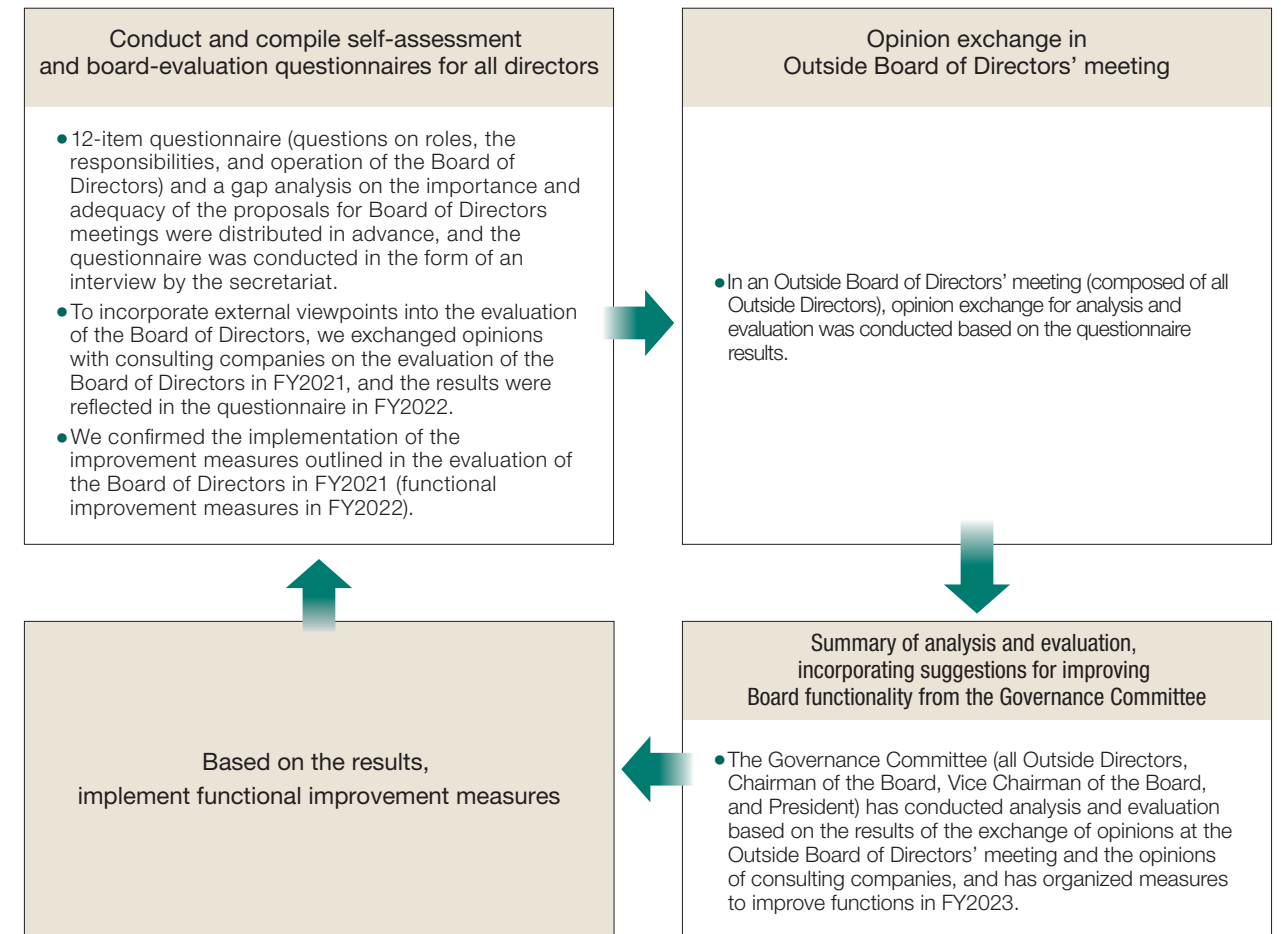 Conduct and compile self-assessment
and board-evaluation questionnaires for all directors
●12-item questionnaire (questions on roles, the
responsibilities, and operation of the Board of
Directors) and a gap analysis on the importance and
adequacy of the proposals for Board of Directors
meetings were distributed in advance, and the
questionnaire was conducted in the form of an
interview by the secretariat.
●To incorporate external viewpoints into the evaluation
of the Board of Directors, we exchanged opinions
with consulting companies on the evaluation of the
Board of Directors in FY2021, and the results were
reflected in the questionnaire in FY2022.
●We confirmed the implementation of the
improvement measures outlined in the evaluation of
the Board of Directors in FY2021 (functional
improvement measures in FY2022).
Opinion exchange in
Outside Board of Directors’ meeting
●In an Outside Board of Directors’ meeting (composed of all
Outside Directors), opinion exchange for analysis and
evaluation was conducted based on the questionnaire
results.
Summary of analysis and evaluation,
incorporating suggestions for improving
Board functionality from the Governance Committee
●The Governance Committee (all Outside Directors,
Chairman of the Board, Vice Chairman of the Board,
and President) has conducted analysis and evaluation
based on the results of the exchange of opinions at the
Outside Board of Directors’ meeting and the opinions
of consulting companies, and has organized measures
to improve functions in FY2023.
Based on the results,
implement functional improvement measures